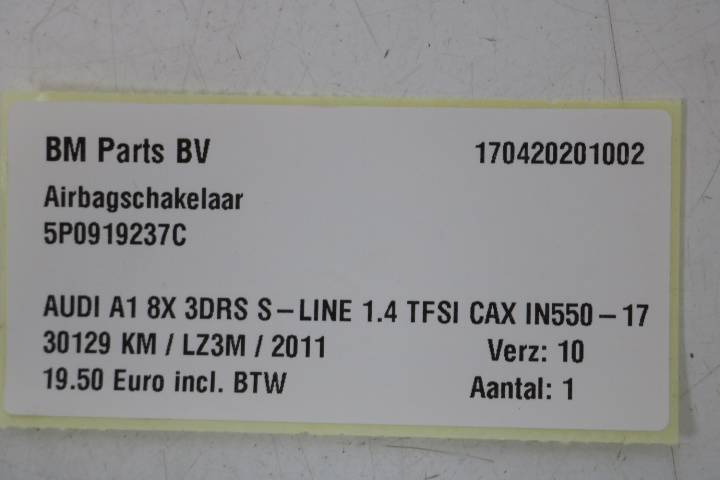 BM Parts BV 170420201002
Airbagschakelaar
5P0919237C
AUDI A1 8X 3DRS S-LINE 1.4 TFSI CAX IN550-17
30129 KM / LZ3M / 2011 Verz: 10
19.50 Euro incl. BTW Aantal: 1